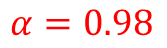 α = 0.98